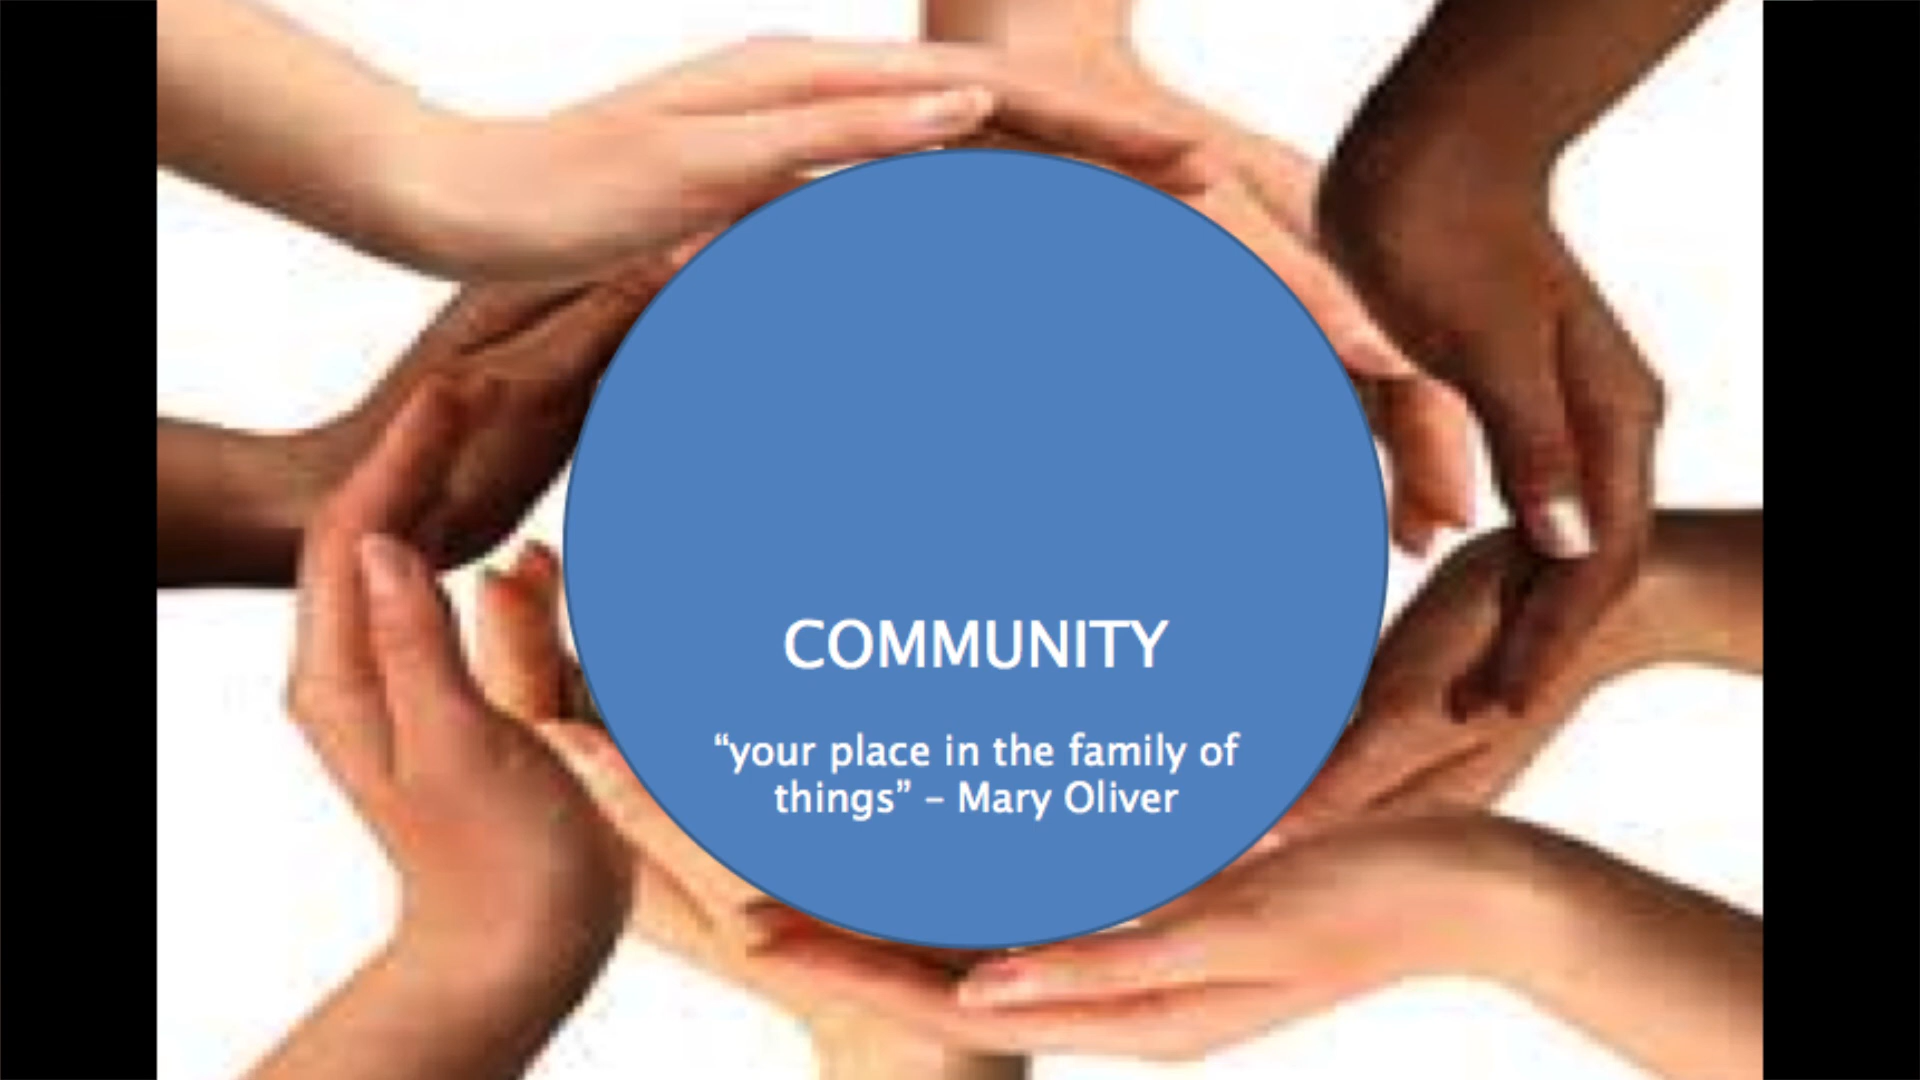 COMMUNITY
“your place in the family of
things” – Mary Oliver